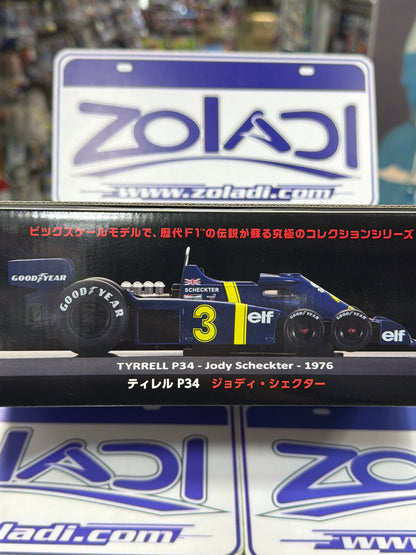 ZOLADI
www.zoladi.com
ビッグスケールモデルで、歴代F1™の伝説が蘇る究極のコレクションシリーズ
GOODYEAR
GOODYEAR
SCHECKTER
3
elf
elf
TYRRELL P34 - Jody Scheckter - 1976
ティレル P34 ジョディ・シェクター
oladi.com
www.zoladi.co